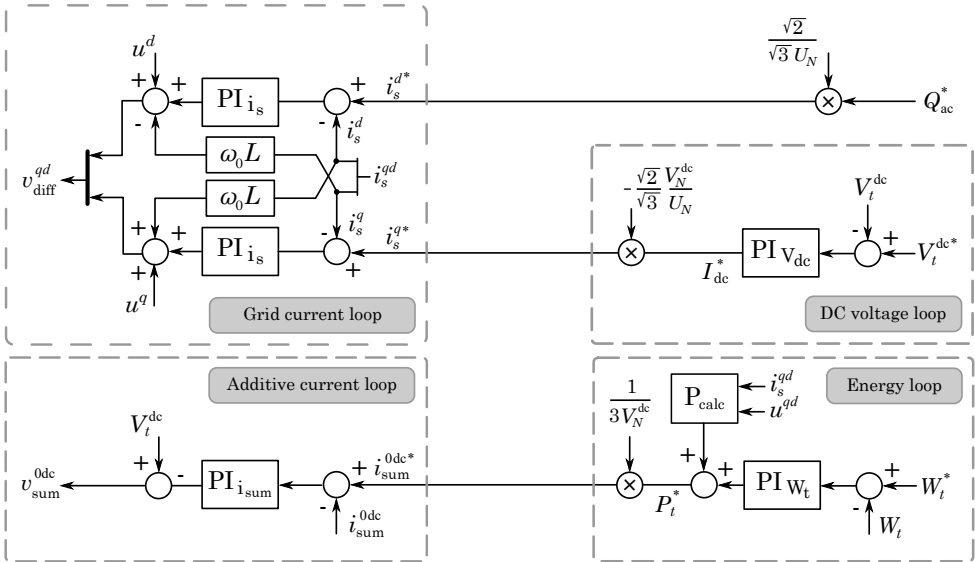 u^d
√2 / √3 U_N
+ + PI i_s i_s^{d*} +
Q_ac^*
- - i_s^d
ω_0 L
v_diff^{qd} i_s^{qd}
ω_0 L
-√2/√3 V_N^dc/U_N
V_t^dc
+ + PI i_s - i_s^q i_s^{q*} +
+ u^q
I_dc^* PI V_dc - + V_t^{dc*}
Grid current loop
DC voltage loop
Additive current loop
Energy loop
V_t^dc
1 / 3V_N^dc
P_calc i_s^{qd}
u^{qd}
v_sum^{0dc} + - PI i_sum + i_sum^{0dc*}
- i_sum^{0dc}
P_t^* + + PI W_t + W_t^*
- W_t